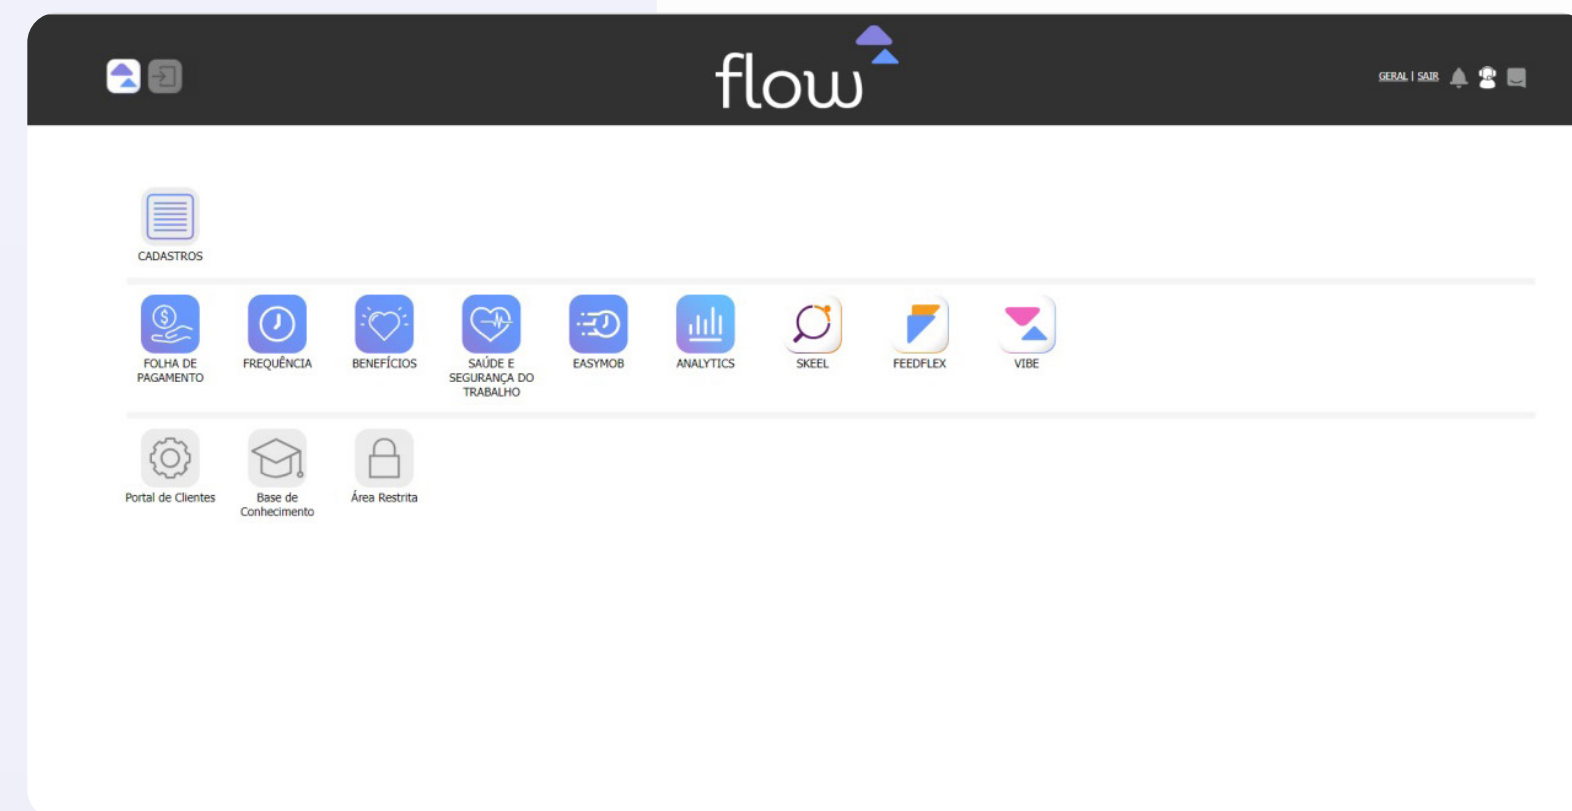 flow
GERAL | SAIR
CADASTROS
FOLHA DE
PAGAMENTO
FREQUÊNCIA
BENEFÍCIOS
SAÚDE E
SEGURANÇA DO
TRABALHO
EASYMOB
ANALYTICS
SKEEL
FEEDFLEX
VIBE
Portal de Clientes
Base de
Conhecimento
Área Restrita